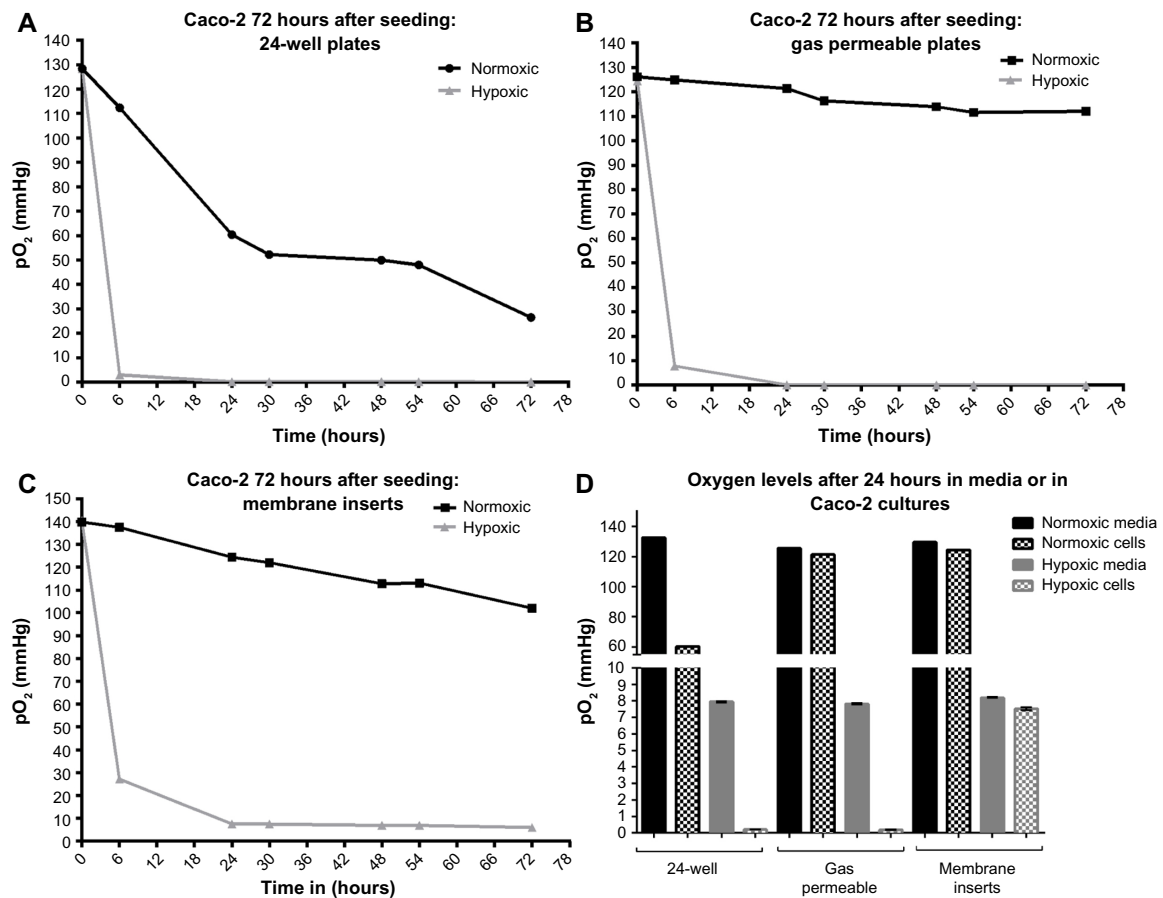 A
Caco-2 72 hours after seeding:
24-well plates
Normoxic
Hypoxic
pO2 (mmHg)
140
130
120
110
100
90
80
70
60
50
40
30
20
10
0
0 6 12 18 24 30 36 42 48 54 60 66 72 78
Time (hours)
B
Caco-2 72 hours after seeding:
gas permeable plates
Normoxic
Hypoxic
pO2 (mmHg)
140
130
120
110
100
90
80
70
60
50
40
30
20
10
0
0 6 12 18 24 30 36 42 48 54 60 66 72 78
Time (hours)
C
Caco-2 72 hours after seeding:
membrane inserts
Normoxic
Hypoxic
pO2 (mmHg)
150
140
130
120
110
100
90
80
70
60
50
40
30
20
10
0
0 6 12 18 24 30 36 42 48 54 60 66 72 78
Time in (hours)
D
Oxygen levels after 24 hours in media or in
Caco-2 cultures
Normoxic media
Normoxic cells
Hypoxic media
Hypoxic cells
pO2 (mmHg)
140
120
100
80
60
10
9
8
7
6
5
4
3
2
1
0
24-well
Gas
permeable
Membrane
inserts